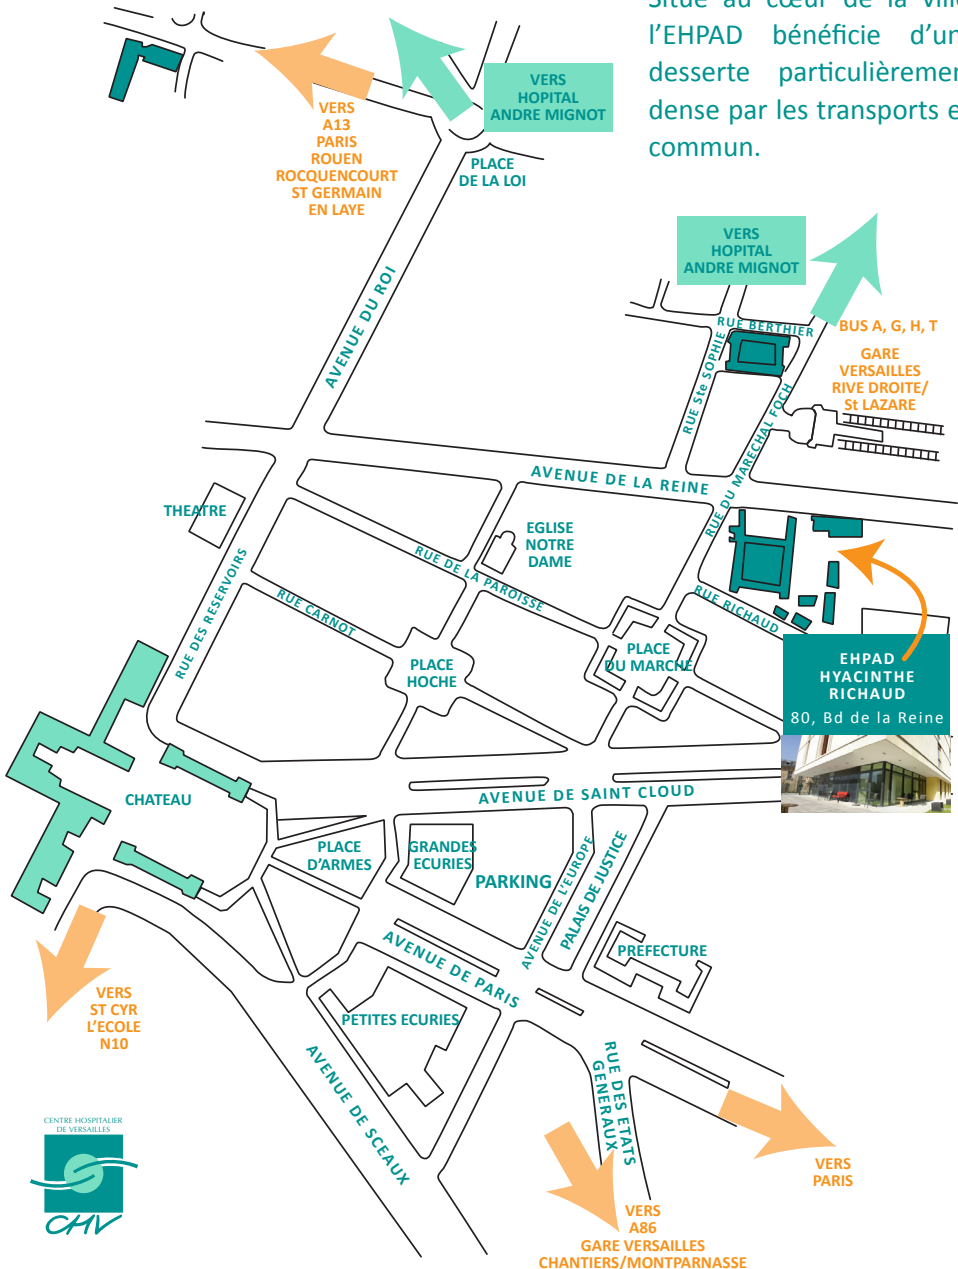 Situé au cœur de la ville
l’EHPAD bénéficie d’un
desserte particulièremen
dense par les transports e
commun.
VERS
HOPITAL
ANDRE MIGNOT
VERS
A13
PARIS
ROUEN
ROCQUENCOURT
ST GERMAIN
EN LAYE
PLACE
DE LA LOI
VERS
HOPITAL
ANDRE MIGNOT
AVENUE DU ROI
RUE BERTHIER
BUS A, G, H, T
RUE Ste SOPHIE
GARE
VERSAILLES
RIVE DROITE/
St LAZARE
RUE DU MARECHAL FOCH
AVENUE DE LA REINE
THEATRE
EGLISE
NOTRE
DAME
RUE DE LA PAROISSE
RUE DES RESERVOIRS
RUE CARNOT
RUE RICHAUD
PLACE
HOCHE
PLACE
DU MARCHE
EHPAD
HYACINTHE
RICHAUD
80, Bd de la Reine
CHATEAU
AVENUE DE SAINT CLOUD
PLACE
D’ARMES
GRANDES
ECURIES
PARKING
AVENUE DE L’EUROPE
PALAIS DE JUSTICE
PREFECTURE
AVENUE DE PARIS
PETITES ECURIES
VERS
ST CYR
L’ECOLE
N10
AVENUE DE SCEAUX
RUE DES ETATS
GENERAUX
VERS
PARIS
VERS
A86
GARE VERSAILLES
CHANTIERS/MONTPARNASSE
CENTRE HOSPITALIER
DE VERSAILLES
CHV